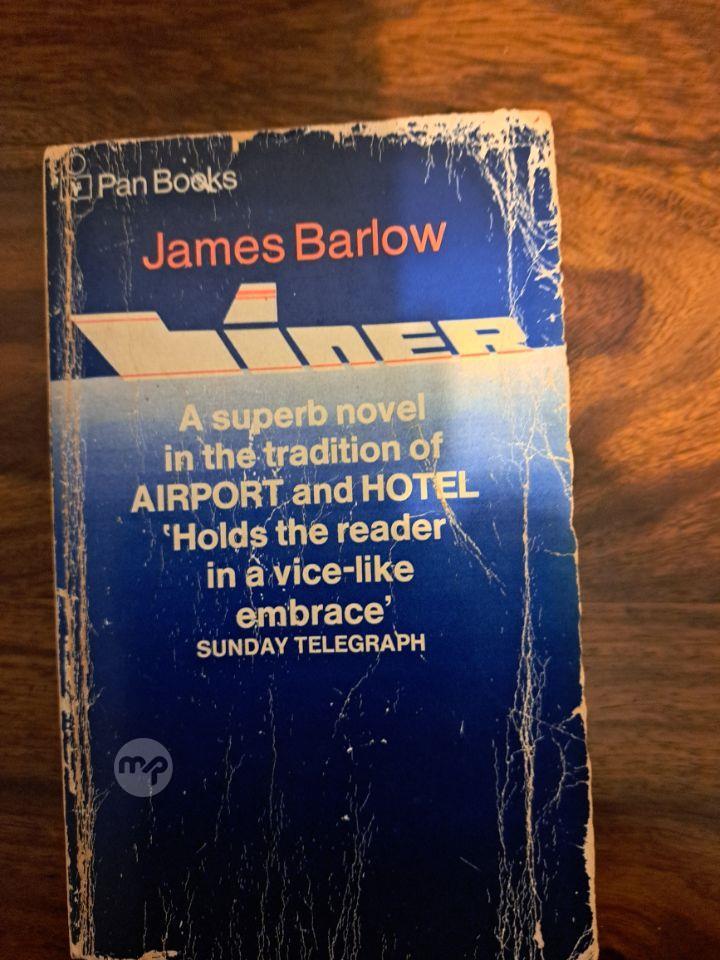 Pan Books
James Barlow
LINER
A superb novel
in the tradition of
AIRPORT and HOTEL
‘Holds the reader
in a vice-like
embrace’
SUNDAY TELEGRAPH
mp